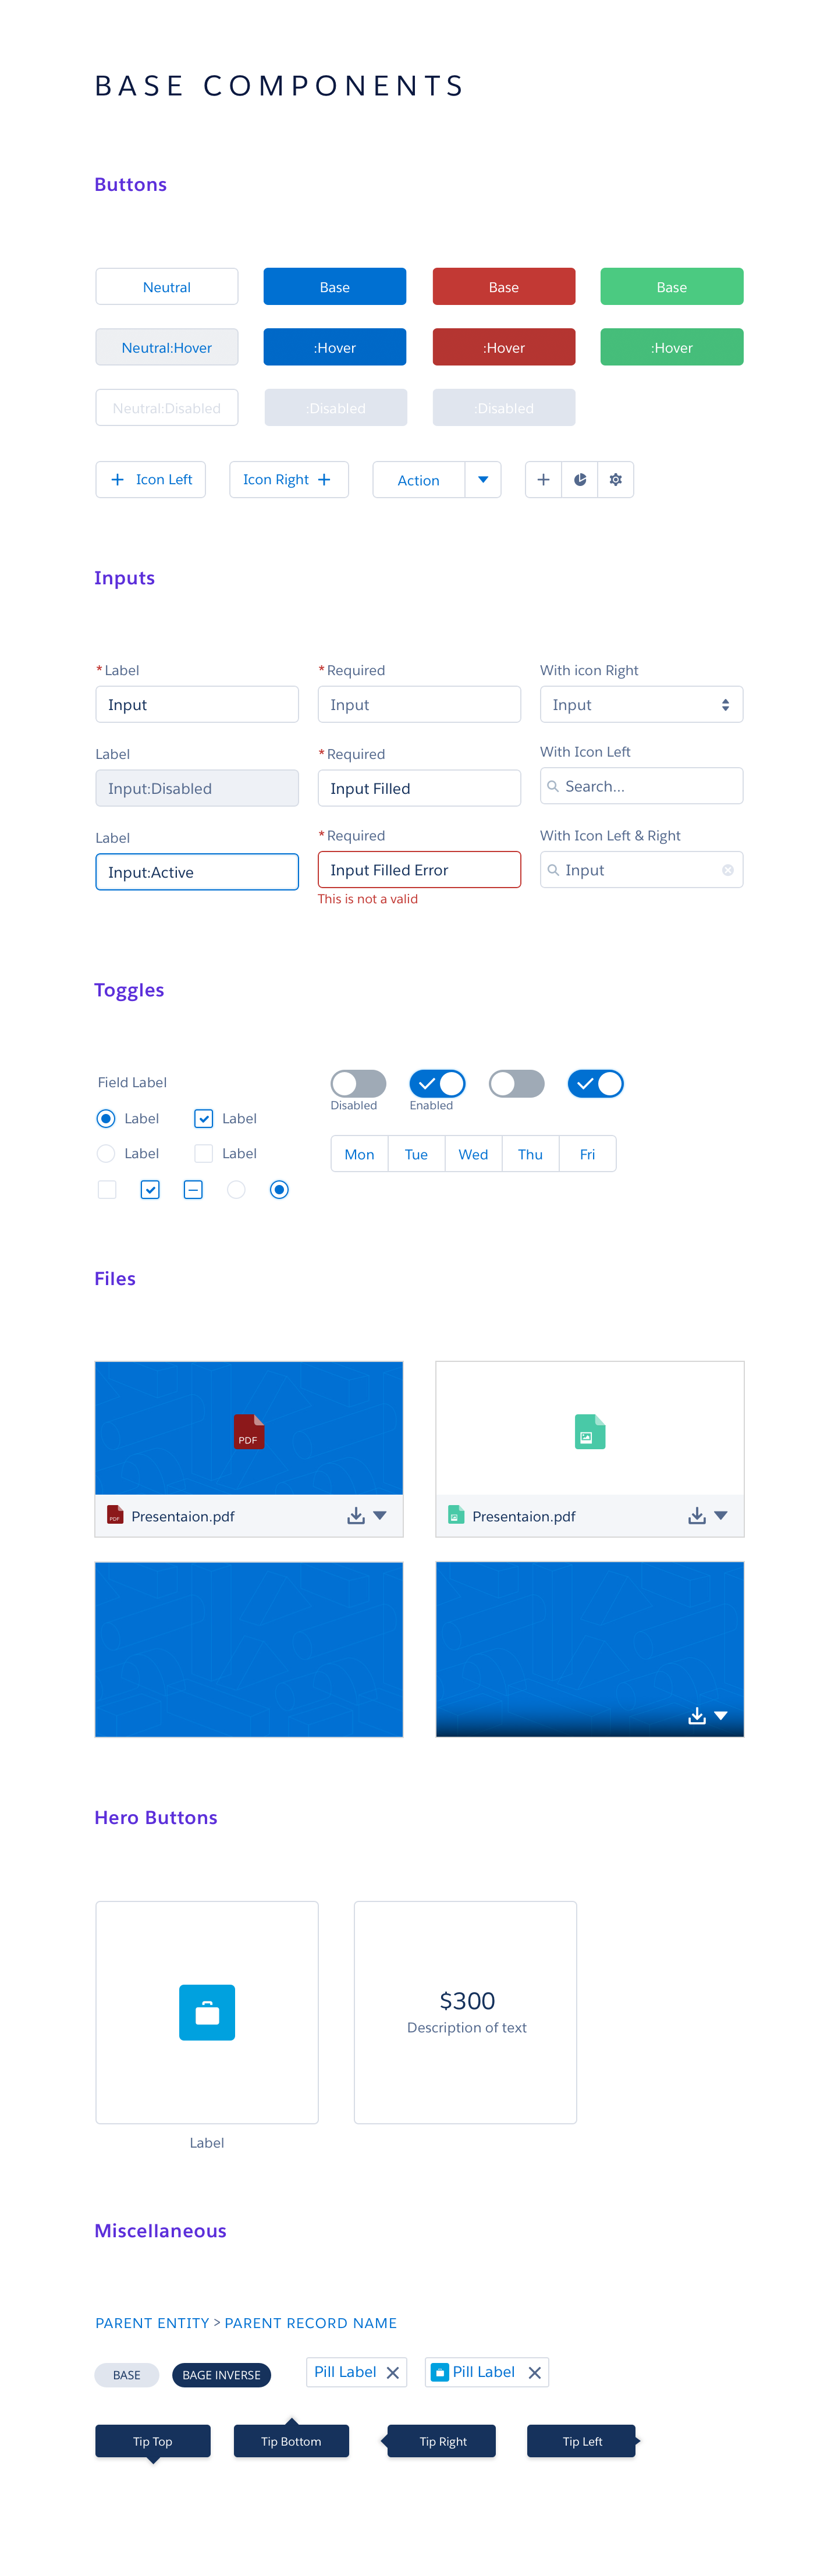 BASE COMPONENTS
Buttons
Neutral Base Base Base
Neutral:Hover :Hover :Hover :Hover
Neutral:Disabled :Disabled :Disabled
Icon Left Icon Right Action
Inputs
* Label * Required With icon Right
Input Input Input
Label * Required With Icon Left
Input:Disabled Input Filled Search...
Label * Required With Icon Left & Right
Input:Active Input Filled Error Input
This is not a valid
Toggles
Field Label
Disabled Enabled
Label Label
Label Label Mon Tue Wed Thu Fri
Files
PDF
PDF Presentaion.pdf Presentaion.pdf
Hero Buttons
$300
Description of text
Label
Miscellaneous
PARENT ENTITY > PARENT RECORD NAME
BASE BAGE INVERSE Pill Label Pill Label
Tip Top Tip Bottom Tip Right Tip Left